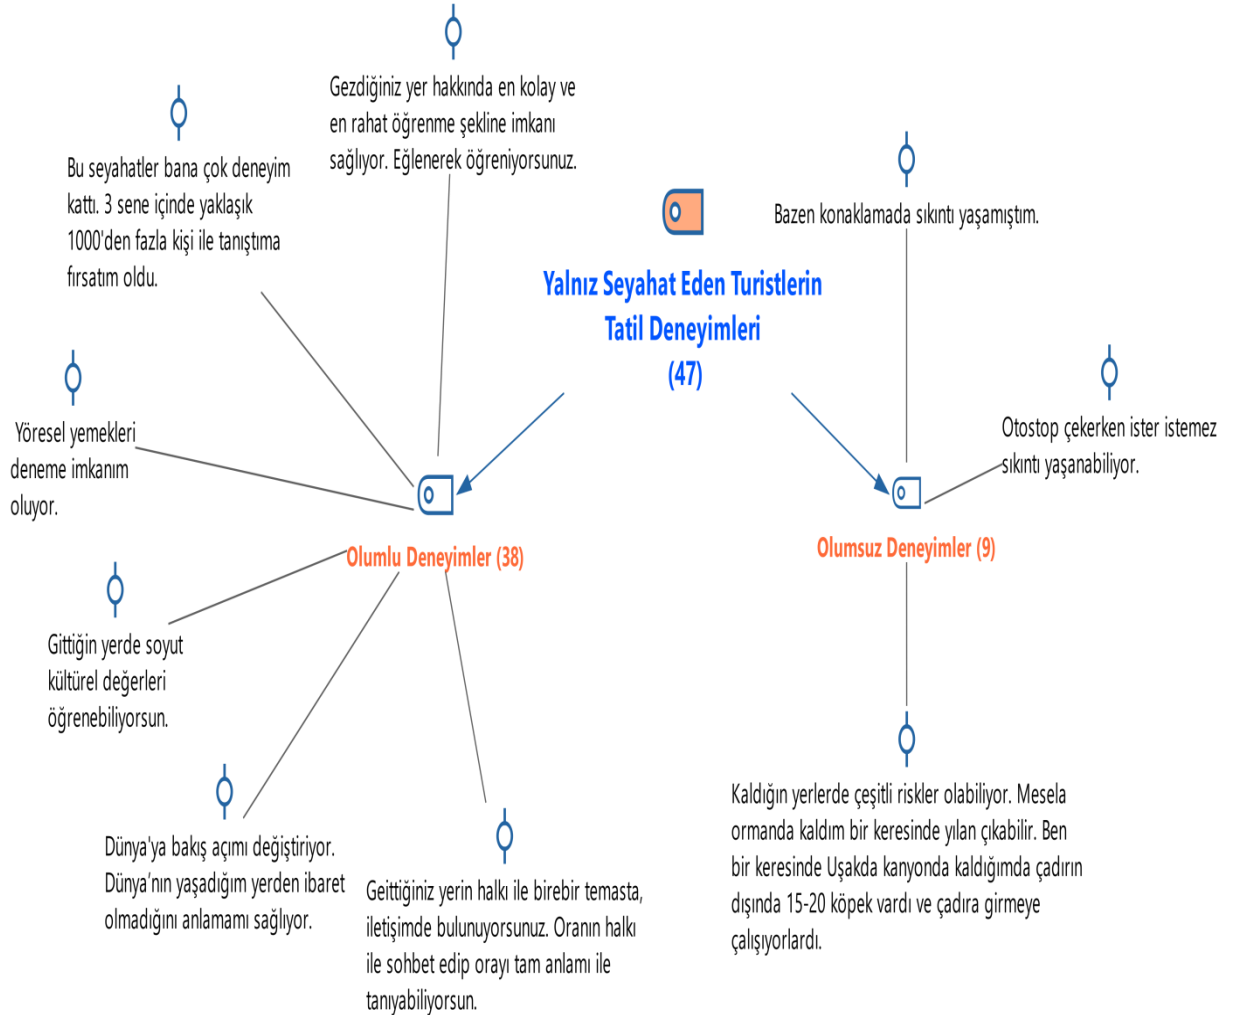 Gezdiğiniz yer hakkında en kolay ve
en rahat öğrenme şekline imkanı
sağlıyor. Eğlenerek öğreniyorsunuz.
Bu seyahatler bana çok deneyim
kattı. 3 sene içinde yaklaşık
1000'den fazla kişi ile tanıştıma
fırsatım oldu.
Bazen konaklamada sıkıntı yaşamıştım.
Yalnız Seyahat Eden Turistlerin
Tatil Deneyimleri
(47)
Otostop çekerken ister istemez
sıkıntı yaşanabiliyor.
Yöresel yemekleri
deneme imkanım
oluyor.
Olumlu Deneyimler (38)
Olumsuz Deneyimler (9)
Gittiğin yerde soyut
kültürel değerleri
öğrenebiliyorsun.
Dünya'ya bakış açımı değiştiriyor.
Dünya'nın yaşadığım yerden ibaret
olmadığını anlamamı sağlıyor.
Geittiğiniz yerin halkı ile birebir temasta,
iletişimde bulunuyorsunuz. Oranın halkı
ile sohbet edip orayı tam anlamı ile
tanıyabiliyorsun.
Kaldığın yerlerde çeşitli riskler olabiliyor. Mesela
ormanda kaldım bir keresinde yılan çıkabilir. Ben
bir keresinde Uşakda kanyonda kaldığımda çadırın
dışında 15-20 köpek vardı ve çadıra girmeye
çalışıyorlardı.